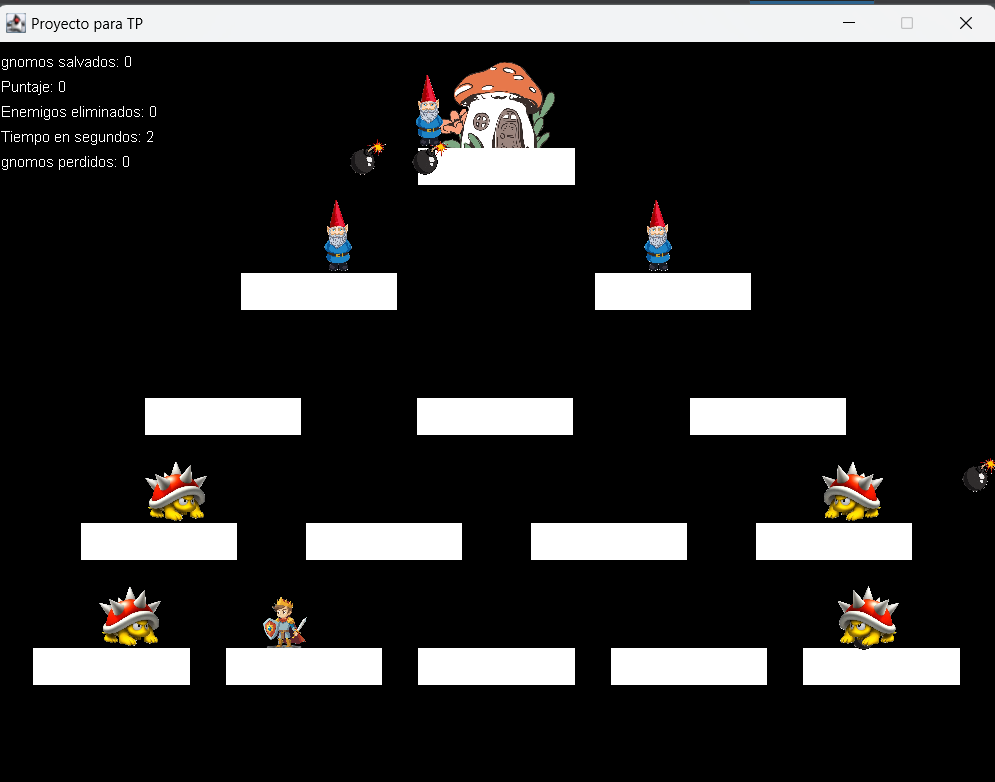 Proyecto para TP
gnomos salvados: 0
Puntaje: 0
Enemigos eliminados: 0
Tiempo en segundos: 2
gnomos perdidos: 0